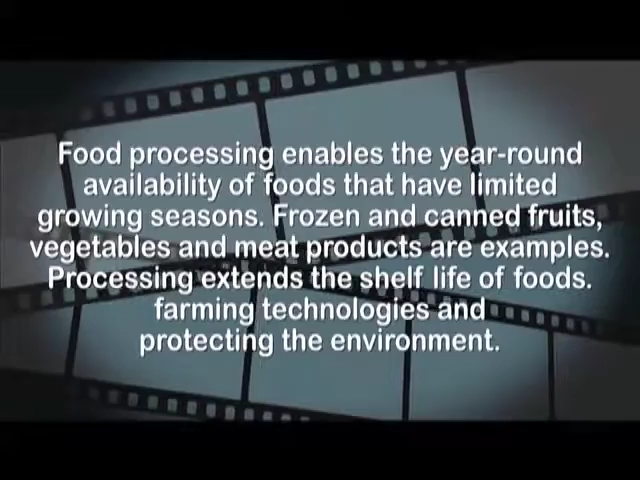 Food processing enables the year-round
availability of foods that have limited
growing seasons. Frozen and canned fruits,
vegetables and meat products are examples.
Processing extends the shelf life of foods.
farming technologies and
protecting the environment.